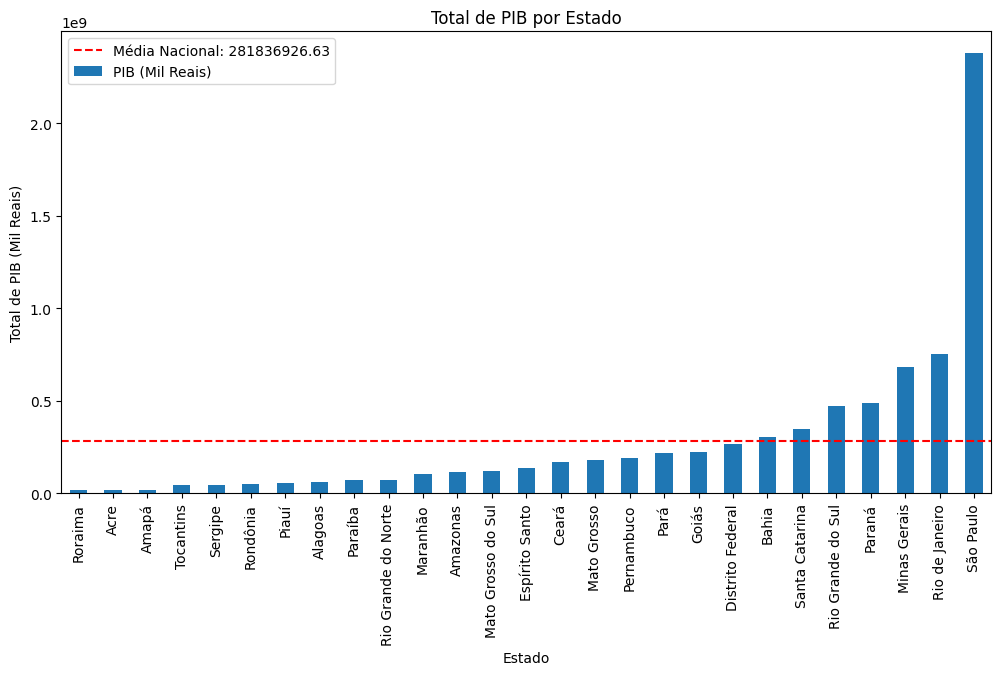 Total de PIB por Estado
1e9
Média Nacional: 281836926.63
PIB (Mil Reais)
Total de PIB (Mil Reais)
2.0
1.5
1.0
0.5
0.0
Roraima
Acre
Amapá
Tocantins
Sergipe
Rondônia
Piauí
Alagoas
Paraíba
Rio Grande do Norte
Maranhão
Amazonas
Mato Grosso do Sul
Espírito Santo
Ceará
Mato Grosso
Pernambuco
Pará
Goiás
Distrito Federal
Bahia
Santa Catarina
Rio Grande do Sul
Paraná
Minas Gerais
Rio de Janeiro
São Paulo
Estado